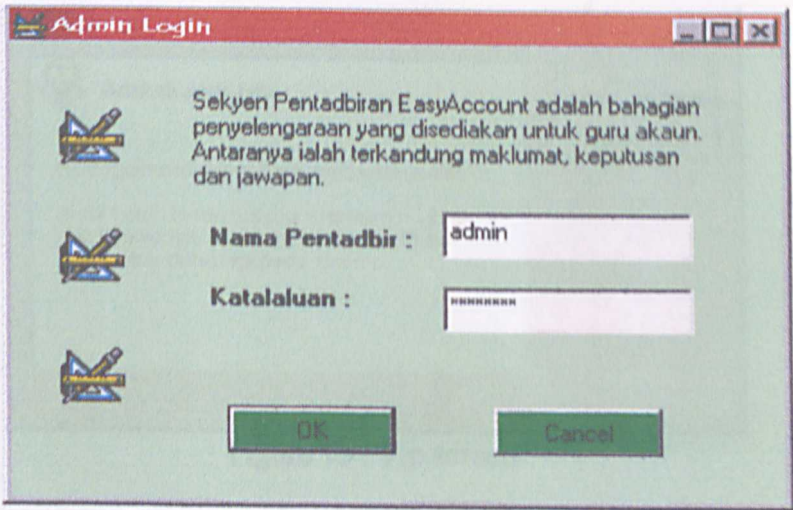 Admin Login
Sekyen Pentadbiran EasyAccount adalah bahagian
penyelengaraan yang disediakan untuk guru akaun.
Antaranya ialah terkandung maklumat, keputusan
dan jawapan.
Nama Pentadbir : admin
Katalaluan : ********
OK Cancel